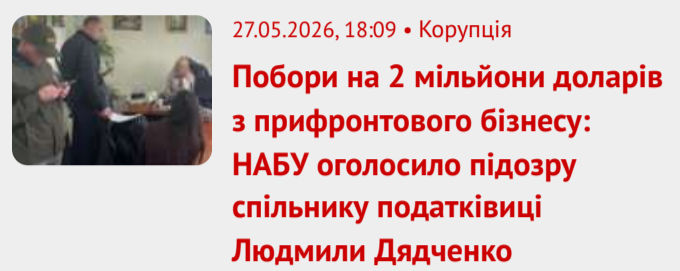 27.05.2026, 18:09 • Корупція
Побори на 2 мільйони доларів
з прифронтового бізнесу:
НАБУ оголосило підозру
спільнику податківиці
Людмили Дядченко